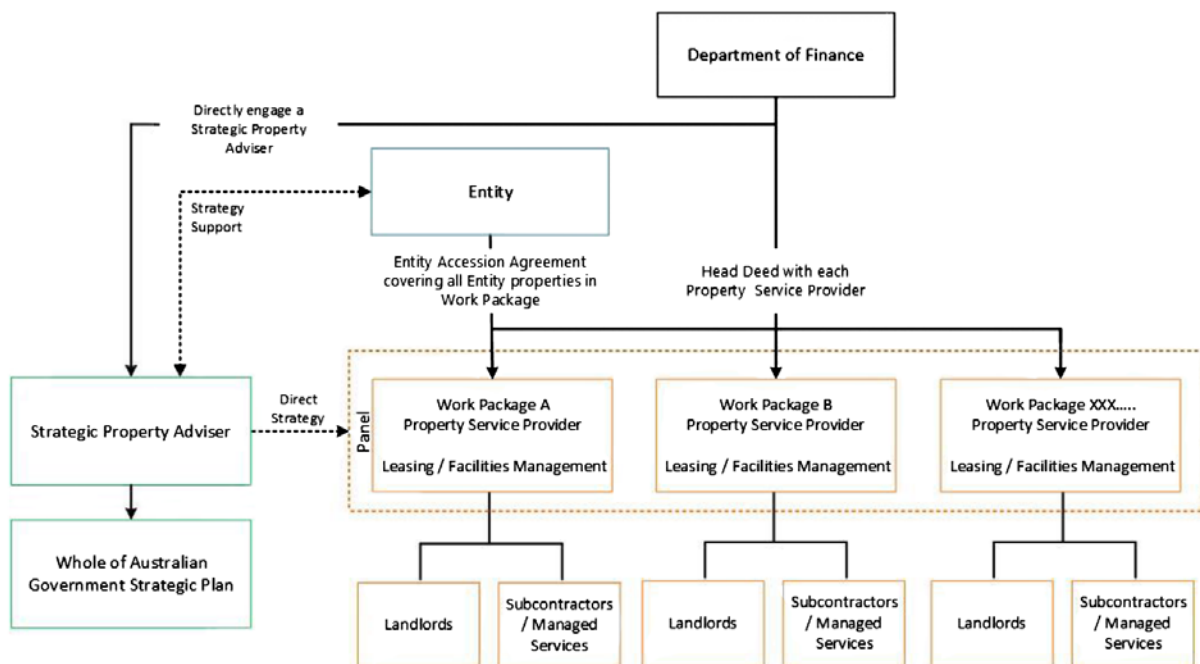 Department of Finance
Directly engage a
Strategic Property
Adviser
Entity
Strategy
Support
Entity Accession Agreement
covering all Entity properties in
Work Package
Head Deed with each
Property Service Provider
Strategic Property Adviser
Direct
Strategy
Panel
Work Package A
Property Service Provider
Leasing / Facilities Management
Work Package B
Property Service Provider
Leasing / Facilities Management
Work Package XXX.....
Property Service Provider
Leasing / Facilities Management
Whole of Australian
Government Strategic Plan
Landlords
Subcontractors
/ Managed
Services
Landlords
Subcontractors
/ Managed
Services
Landlords
Subcontractors
/ Managed
Services